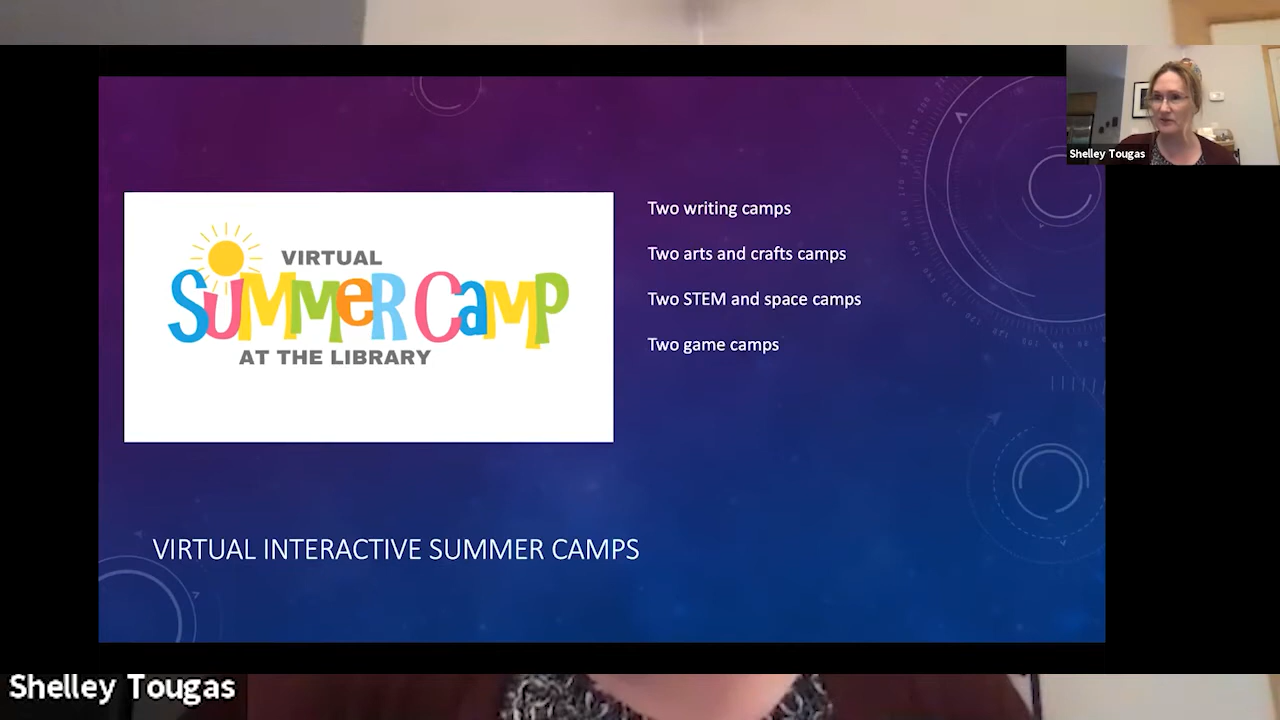 Shelley Tougas
VIRTUAL
SUMMER CAMP
AT THE LIBRARY
Two writing camps
Two arts and crafts camps
Two STEM and space camps
Two game camps
VIRTUAL INTERACTIVE SUMMER CAMPS
Shelley Tougas